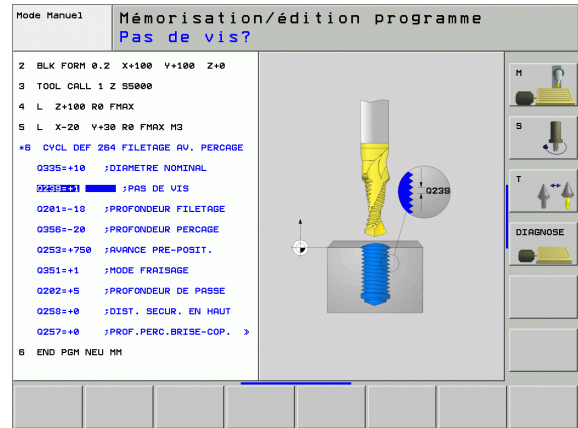 Mode Manuel
Mémorisation/édition programme
Pas de vis?
2 BLK FORM 0.2 X+100 Y+100 Z+0
3 TOOL CALL 1 Z S5000
4 L Z+100 R0 FMAX
5 L X-20 Y+30 R0 FMAX M3
*6 CYCL DEF 264 FILETAGE AV. PERCAGE
Q335=+10 ;DIAMETRE NOMINAL
Q239=+1 ;PAS DE VIS
Q201=-18 ;PROFONDEUR FILETAGE
Q356=-20 ;PROFONDEUR PERCAGE
Q253=+750 ;AVANCE PRE-POSIT.
Q351=+1 ;MODE FRAISAGE
Q202=+5 ;PROFONDEUR DE PASSE
Q258=+0 ;DIST. SECUR. EN HAUT
Q257=+0 ;PROF.PERC.BRISE-COP. »
6 END PGM NEU MM
Q239
M
S
T
DIAGNOSE